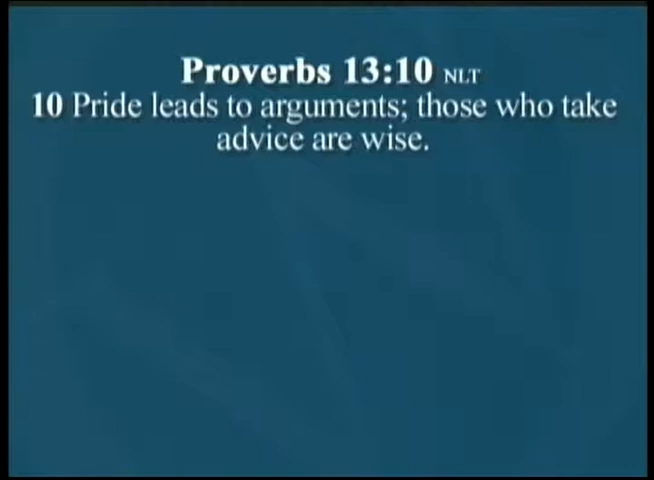 Proverbs 13:10 NLT
10 Pride leads to arguments; those who take
advice are wise.